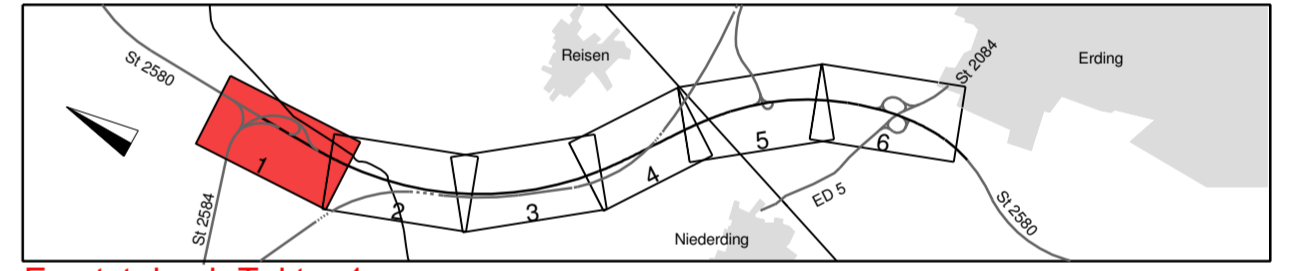 St 2580
Reisen
St 2084
Erding
1
2
3
4
5
6
St 2584
ED 5
St 2580
Niederding